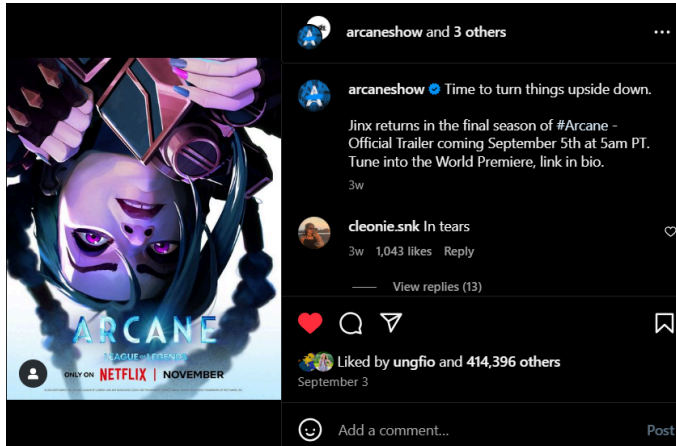 arcaneshow and 3 others
arcaneshow Time to turn things upside down.
Jinx returns in the final season of #Arcane -
Official Trailer coming September 5th at 5am PT.
Tune into the World Premiere, link in bio.
3w
cleonie.snk In tears
3w 1,043 likes Reply
View replies (13)
Liked by ungfio and 414,396 others
September 3
Add a comment...
Post
ARCANE
LEAGUE OF LEGENDS
ONLY ON NETFLIX | NOVEMBER